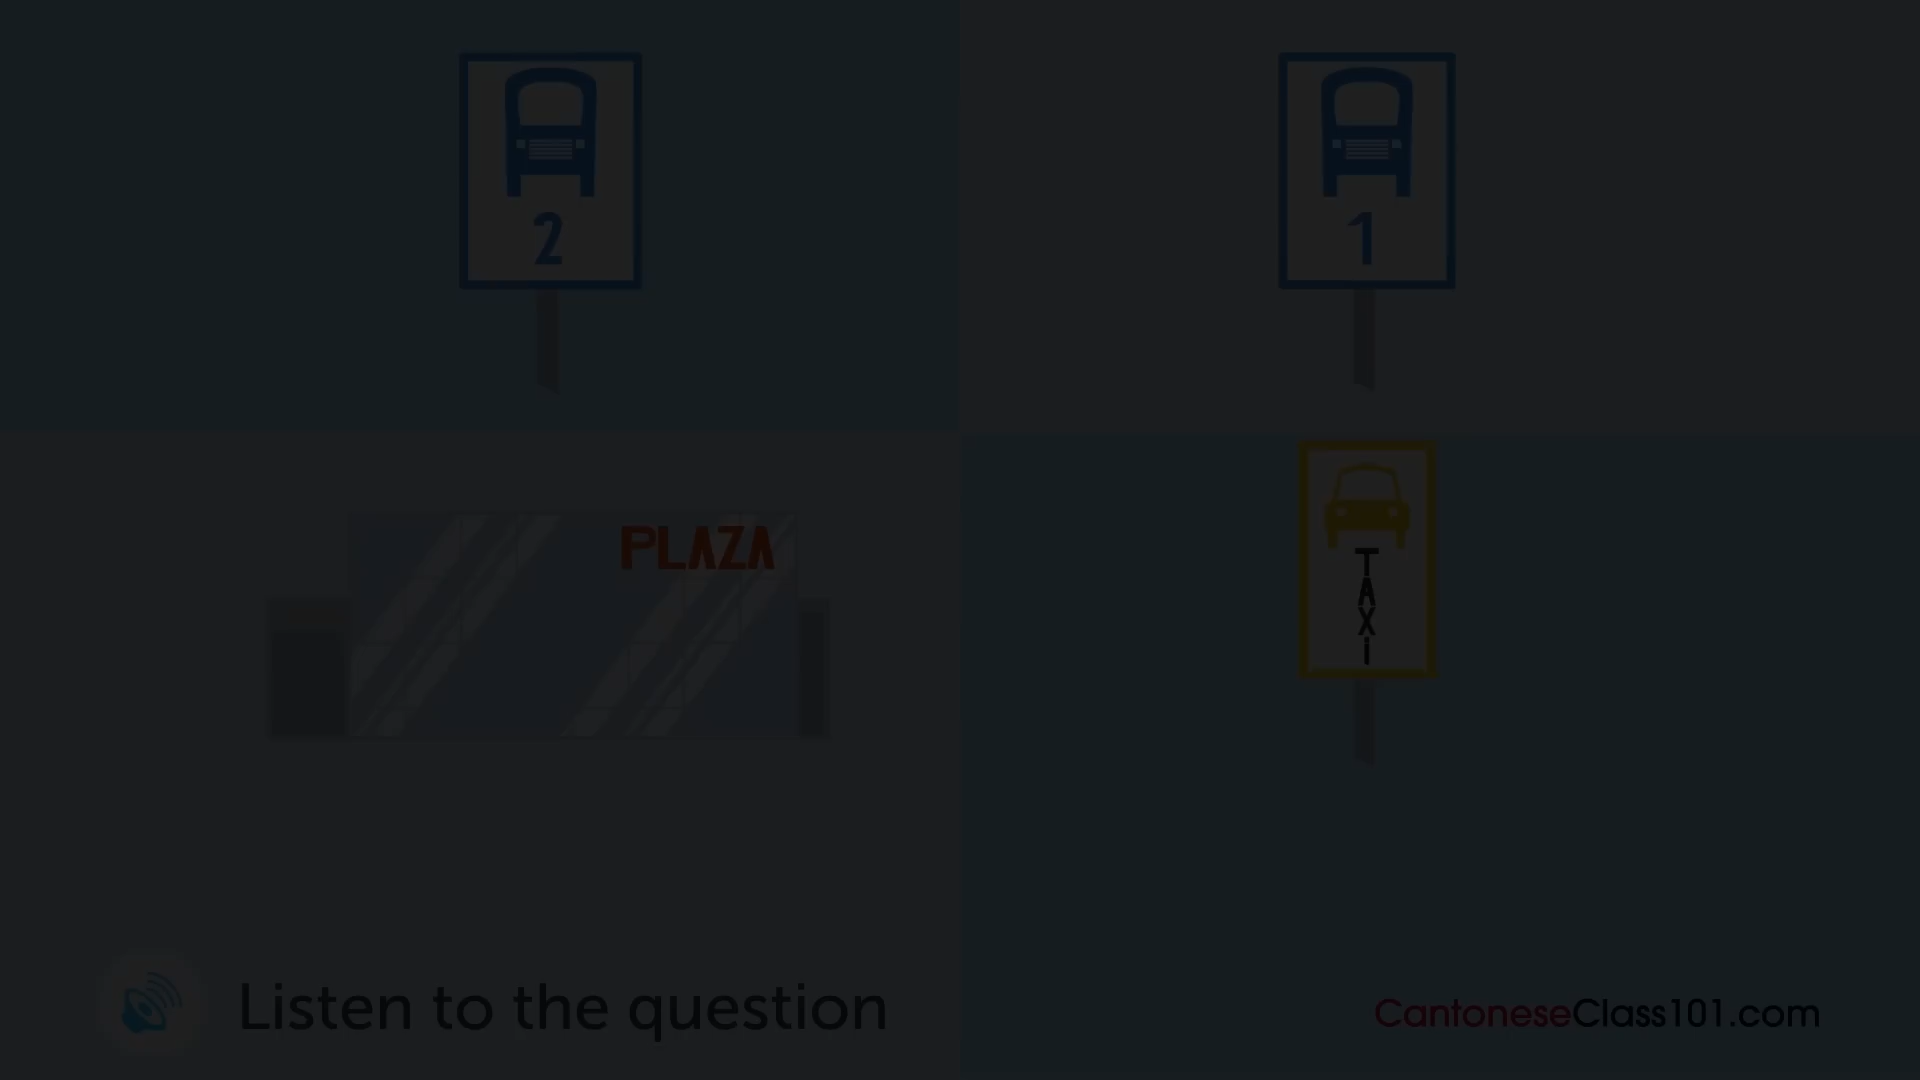 2
1
PLAZA
TAXI
Listen to the question
CantoneseClass101.com